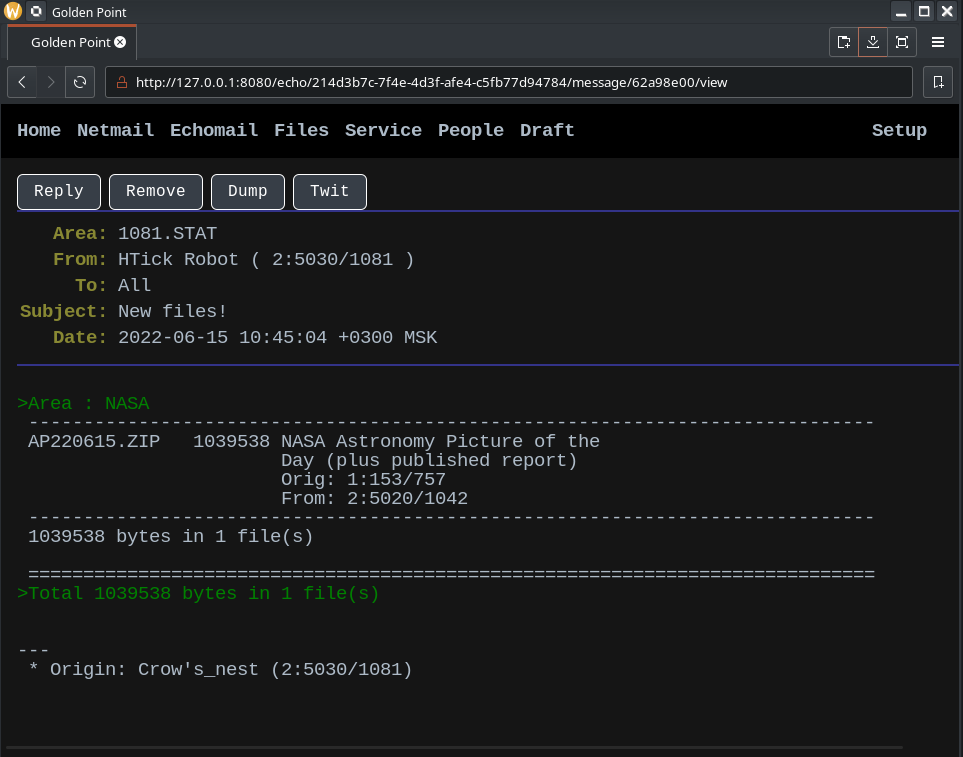 Golden Point
Golden Point
http://127.0.0.1:8080/echo/214d3b7c-7f4e-4d3f-afe4-c5fb77d94784/message/62a98e00/view
Home Netmail Echomail Files Service People Draft Setup
Reply Remove Dump Twit
Area: 1081.STAT
From: HTick Robot ( 2:5030/1081 )
To: All
Subject: New files!
Date: 2022-06-15 10:45:04 +0300 MSK
>Area : NASA
-----------------------------------------------------------------------------
AP220615.ZIP   1039538 NASA Astronomy Picture of the
Day (plus published report)
Orig: 1:153/757
From: 2:5020/1042
-----------------------------------------------------------------------------
1039538 bytes in 1 file(s)
=============================================================================
>Total 1039538 bytes in 1 file(s)
---
* Origin: Crow's_nest (2:5030/1081)